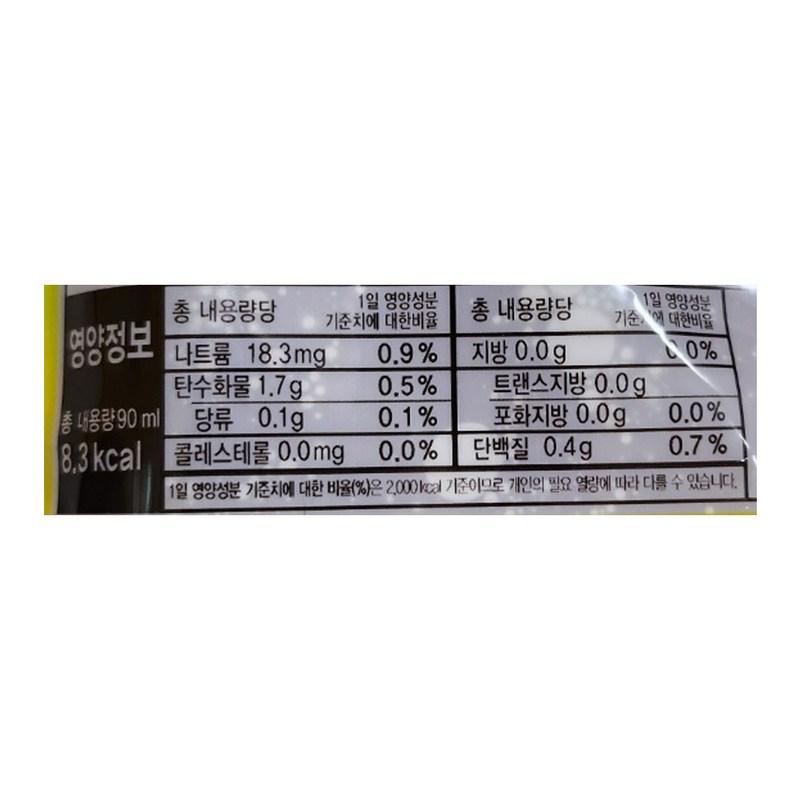 영양정보
총 내용량 90 ml
8.3 kcal
총 내용량당 1일 영양성분 기준치에 대한비율
나트륨 18.3mg 0.9%
탄수화물 1.7g 0.5%
당류 0.1g 0.1%
콜레스테롤 0.0mg 0.0%
총 내용량당 1일 영양성분 기준치에 대한비율
지방 0.0g 0.0%
트랜스지방 0.0g
포화지방 0.0g 0.0%
단백질 0.4g 0.7%
1일 영양성분 기준치에 대한 비율(%)은 2,000kcal 기준이므로 개인의 필요 열량에 따라 다를 수 있습니다.